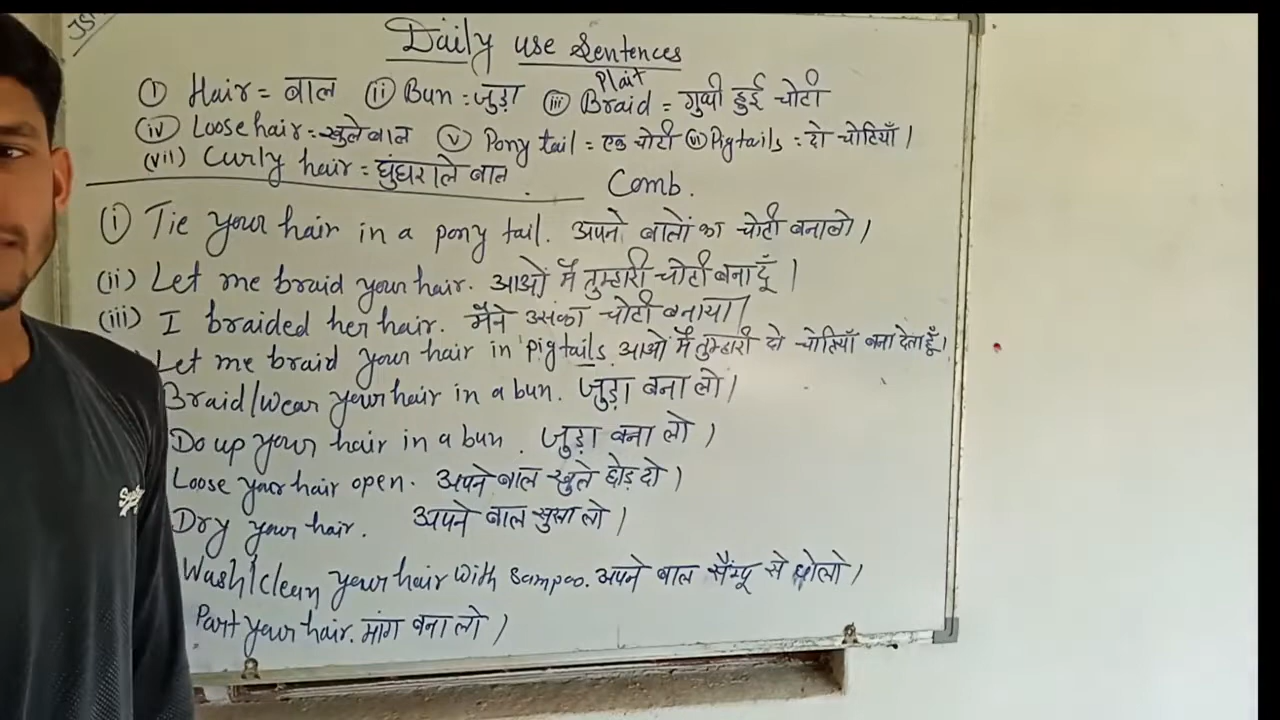 Daily use Sentences
(i) Hair = बाल (ii) Bun = जुड़ा (iii) Braid = गुथी हुई चोटी
Plait
(iv) Loose hair = खुले बाल (v) Pony tail = एक चोटी (vi) Pigtails = दो चोटियाँ।
(vii) Curly hair = घुंघराले बाल
Comb.
(i) Tie your hair in a pony tail. अपने बालों का चोटी बनालो।
(ii) Let me braid your hair. आओं मैं तुम्हारी चोटी बना दूँ।
(iii) I braided her hair. मैंने उसका चोटी बनाया।
Let me braid your hair in pigtails. आओं मैं तुम्हारी दो चोटियाँ बना देता हूँ।
Braid/Wear your hair in a bun. जुड़ा बना लो।
Do up your hair in a bun. जुड़ा बना लो।
Loose your hair open. अपने बाल खुले छोड़ दो।
Dry your hair. अपने बाल सुखा लो।
Wash/Clean your hair with sampoo. अपने बाल सैम्पू से धोलो।
Part your hair. मांग बना लो।